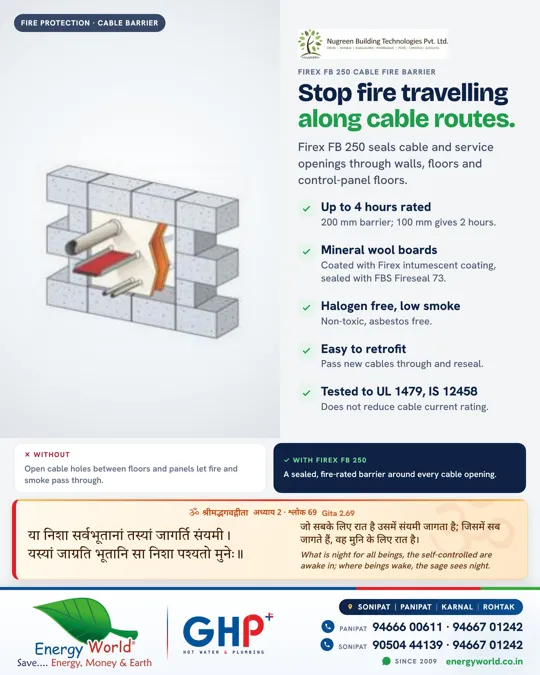 FIRE PROTECTION · CABLE BARRIER
Nugreen Building Technologies Pvt. Ltd.
FIREX FB 250 CABLE FIRE BARRIER
Stop fire travelling
along cable routes.
Firex FB 250 seals cable and service
openings through walls, floors and
control-panel floors.
Up to 4 hours rated
200 mm barrier; 100 mm gives 2 hours.
Mineral wool boards
Coated with Firex intumescent coating,
sealed with FBS Fireseal 73.
Halogen free, low smoke
Non-toxic, asbestos free.
Easy to retrofit
Pass new cables through and reseal.
Tested to UL 1479, IS 12458
Does not reduce cable current rating.
× WITHOUT
Open cable holes between floors and panels let fire and
smoke pass through.
✓ WITH FIREX FB 250
A sealed, fire-rated barrier around every cable opening.
ॐ श्रीमद्भगवद्गीता अध्याय 2 · श्लोक 69 Gita 2.69
या निशा सर्वभूतानां तस्यां जागर्ति संयमी।
यस्यां जाग्रति भूतानि सा निशा पश्यतो मुनेः॥
जो सबके लिए रात है उसमें संयमी जागता है; जिसमें सब
जागते हैं, वह मुनि के लिए रात है।
What is night for all beings, the self-controlled are
awake in; where beings wake, the sage sees night.
Energy World
Save.... Energy, Money & Earth
GHP+
HOT WATER & PLUMBING
SONIPAT | PANIPAT | KARNAL | ROHTAK
PANIPAT 94666 00611 · 94667 01242
SONIPAT 90504 44139 · 94667 01242
SINCE 2009 energyworld.co.in